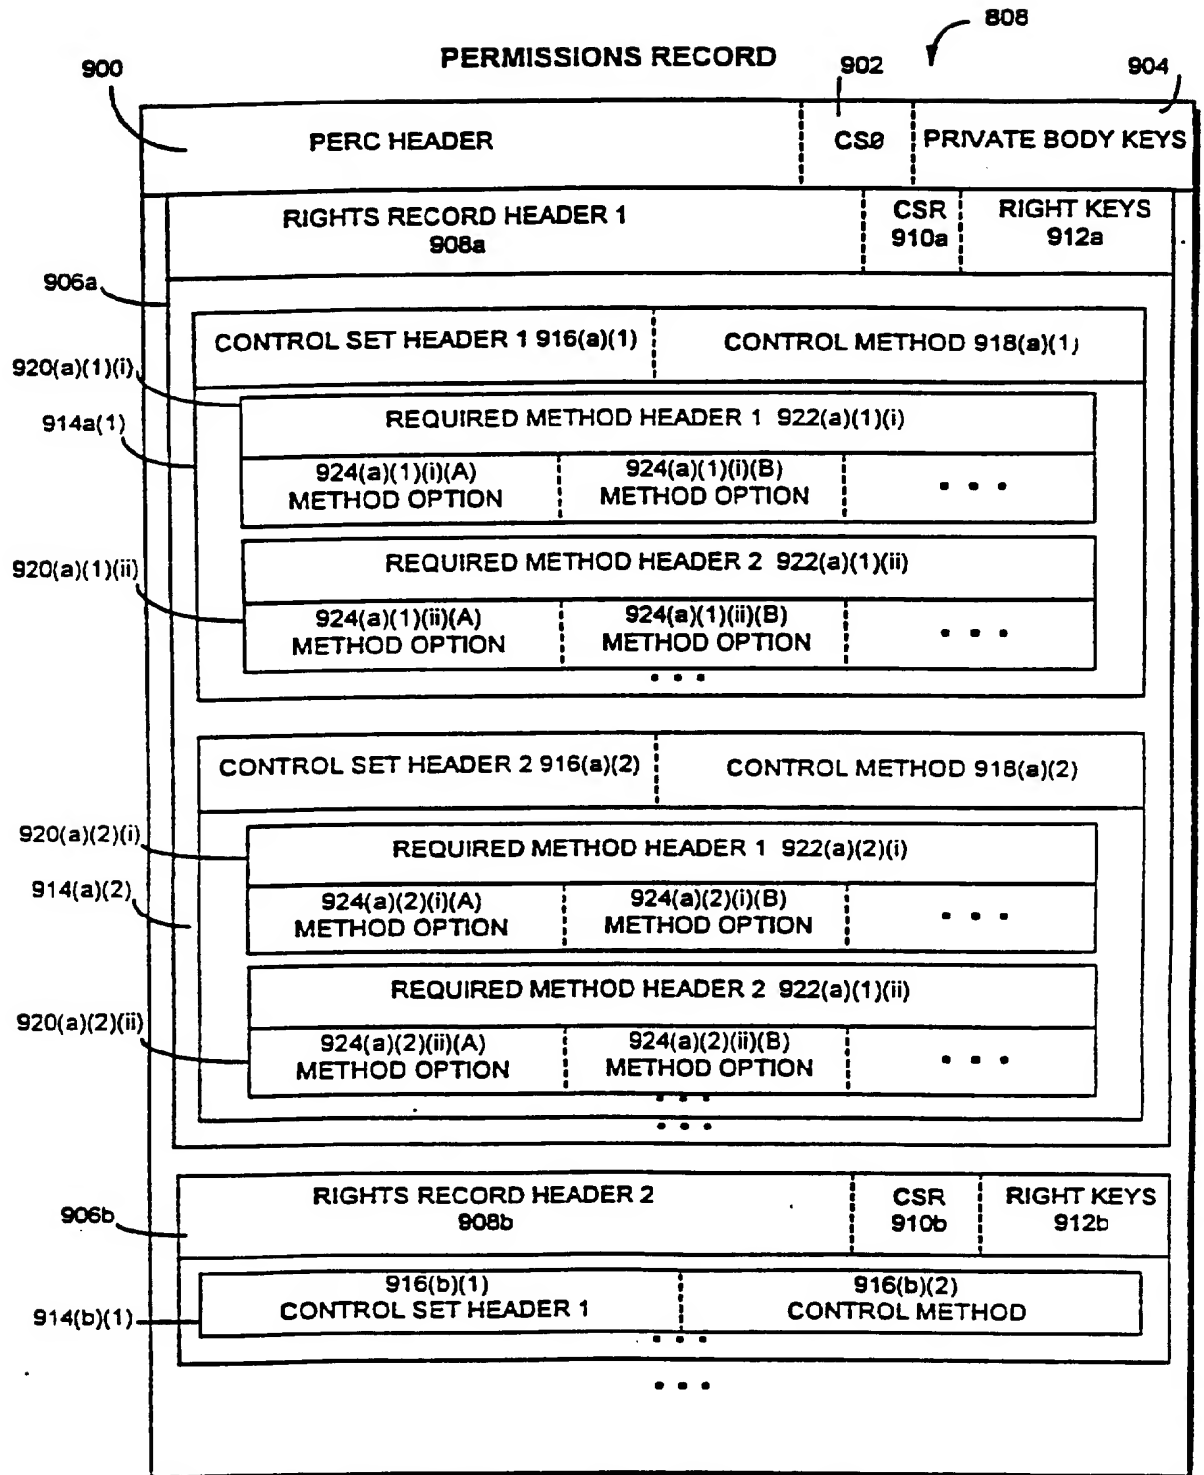 808
PERMISSIONS RECORD
900
902
904
PERC HEADER
CS0
PRIVATE BODY KEYS
RIGHTS RECORD HEADER 1
908a
CSR
910a
RIGHT KEYS
912a
906a
CONTROL SET HEADER 1 916(a)(1)
CONTROL METHOD 918(a)(1)
920(a)(1)(i)
REQUIRED METHOD HEADER 1 922(a)(1)(i)
914a(1)
924(a)(1)(i)(A)
METHOD OPTION
924(a)(1)(i)(B)
METHOD OPTION
• • •
920(a)(1)(ii)
REQUIRED METHOD HEADER 2 922(a)(1)(ii)
924(a)(1)(ii)(A)
METHOD OPTION
924(a)(1)(ii)(B)
METHOD OPTION
• • •
• • •
CONTROL SET HEADER 2 916(a)(2)
CONTROL METHOD 918(a)(2)
920(a)(2)(i)
REQUIRED METHOD HEADER 1 922(a)(2)(i)
914(a)(2)
924(a)(2)(i)(A)
METHOD OPTION
924(a)(2)(i)(B)
METHOD OPTION
• • •
REQUIRED METHOD HEADER 2 922(a)(1)(ii)
920(a)(2)(ii)
924(a)(2)(ii)(A)
METHOD OPTION
924(a)(2)(ii)(B)
METHOD OPTION
• • •
• • •
• • •
RIGHTS RECORD HEADER 2
908b
CSR
910b
RIGHT KEYS
912b
906b
916(b)(1)
CONTROL SET HEADER 1
916(b)(2)
CONTROL METHOD
914(b)(1)
• • •
• • •